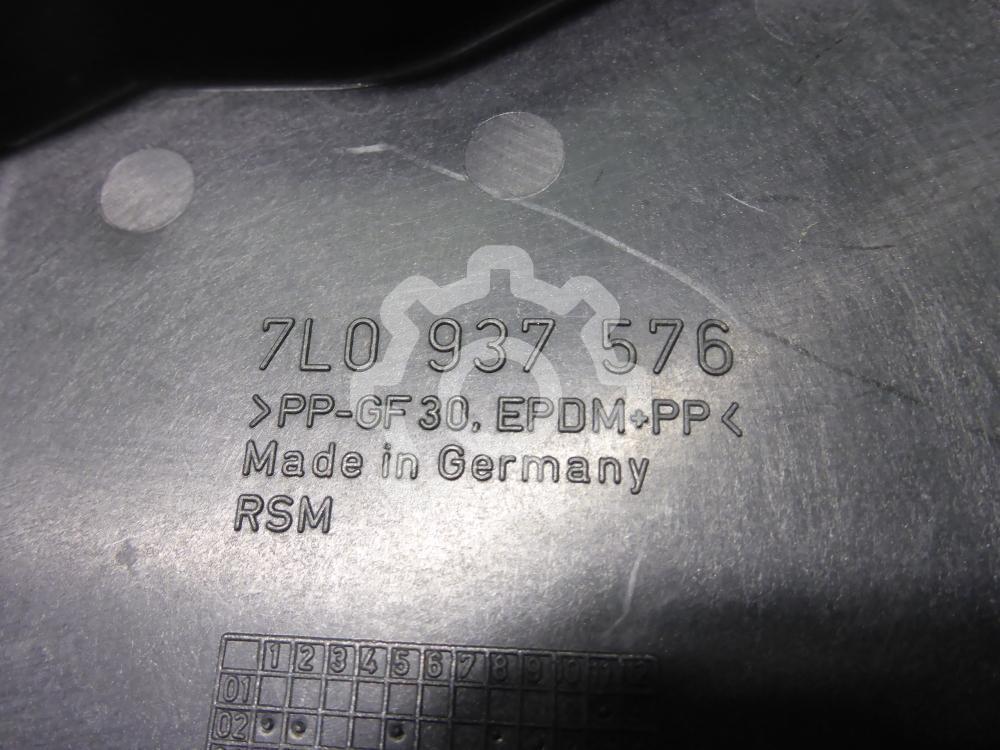 7L0 937 576
>PP-GF30, EPDM+PP<
Made in Germany
RSM
1 2 3 4 5 6 7 8 9 10 11 12
01
02